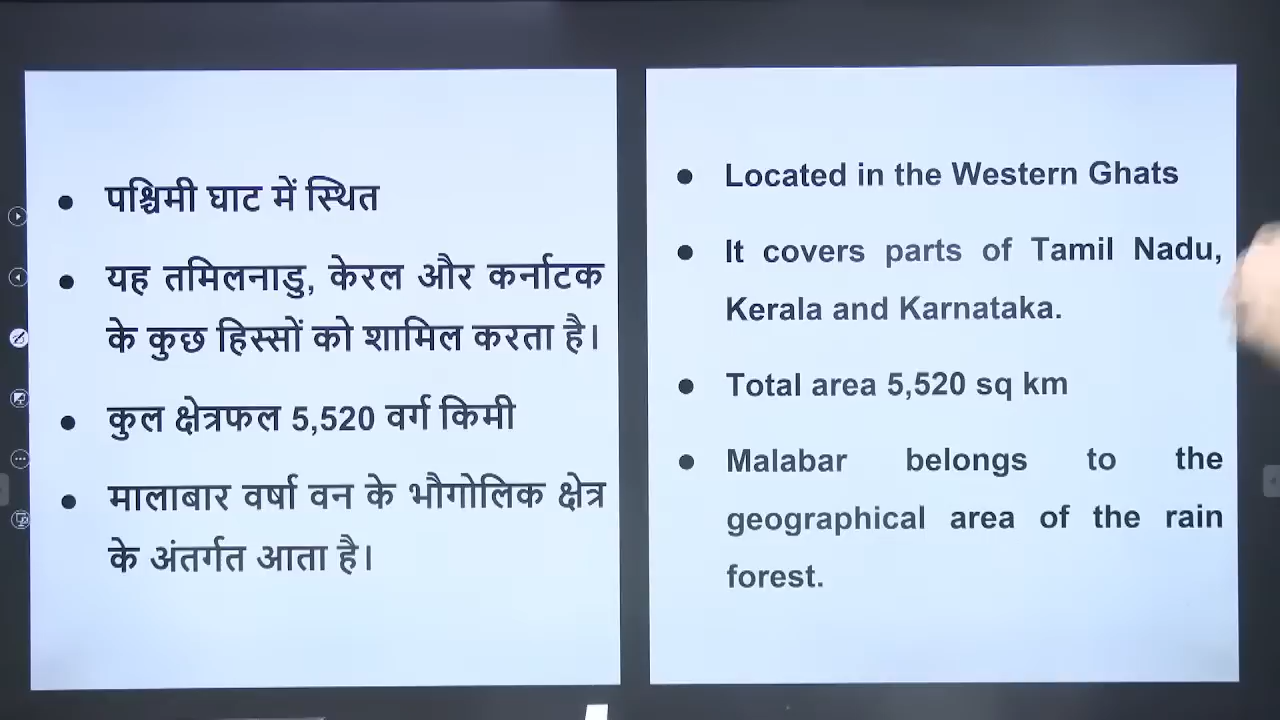 पश्चिमी घाट में स्थित
यह तमिलनाडु, केरल और कर्नाटक
के कुछ हिस्सों को शामिल करता है।
कुल क्षेत्रफल 5,520 वर्ग किमी
मालाबार वर्षा वन के भौगोलिक क्षेत्र
के अंतर्गत आता है।
Located in the Western Ghats
It covers parts of Tamil Nadu,
Kerala and Karnataka.
Total area 5,520 sq km
Malabar belongs to the
geographical area of the rain
forest.